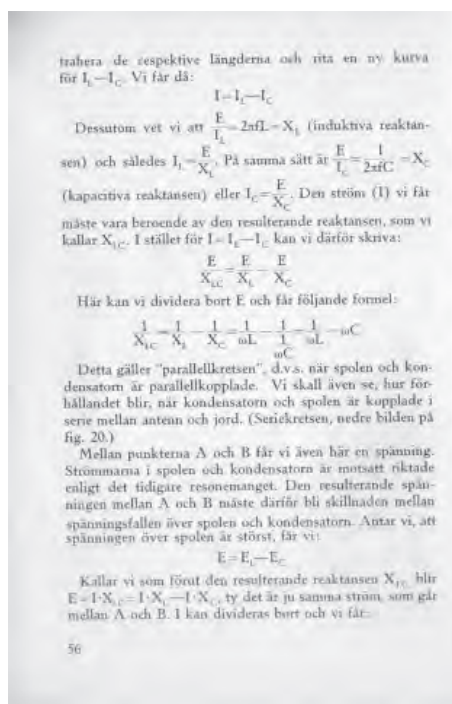 trahera de respektive längderna och rita en ny kurva
för I_L—I_C. Vi får då:
I=I_L—I_C
Dessutom vet vi att E/I_L=2πfL=X_L (induktiva reaktan-
sen) och således I_L=E/X_L. På samma sätt är E/I_C=1/2πfC=X_C
(kapacitiva reaktansen) eller I_C=E/X_C. Den ström (I) vi får
måste vara beroende av den resulterande reaktansen, som vi
kallar X_LC. I stället för I=I_L—I_C kan vi därför skriva:
E/X_LC=E/X_L—E/X_C
Här kan vi dividera bort E och får följande formel:
1/X_LC=1/X_L—1/X_C=1/ωL—1/(1/ωC)=1/ωL—ωC
Detta gäller "parallellkretsen", d.v.s. när spolen och kon-
densatorn är parallellkopplade. Vi skall även se, hur för-
hållandet blir, när kondensatorn och spolen är kopplade i
serie mellan antenn och jord. (Seriekretsen, nedre bilden på
fig. 20.)
Mellan punkterna A och B får vi även här en spänning.
Strömmarna i spolen och kondensatorn är motsatt riktade
enligt det tidigare resonemanget. Den resulterande spän-
ningen mellan A och B måste därför bli skillnaden mellan
spänningsfallen över spolen och kondensatorn. Antar vi, att
spänningen över spolen är störst, får vi:
E=E_L—E_C
Kallar vi som förut den resulterande reaktansen X_LC blir
E=I·X_LC=I·X_L—I·X_C, ty det är ju samma ström, som går
mellan A och B. I kan divideras bort och vi får:
56